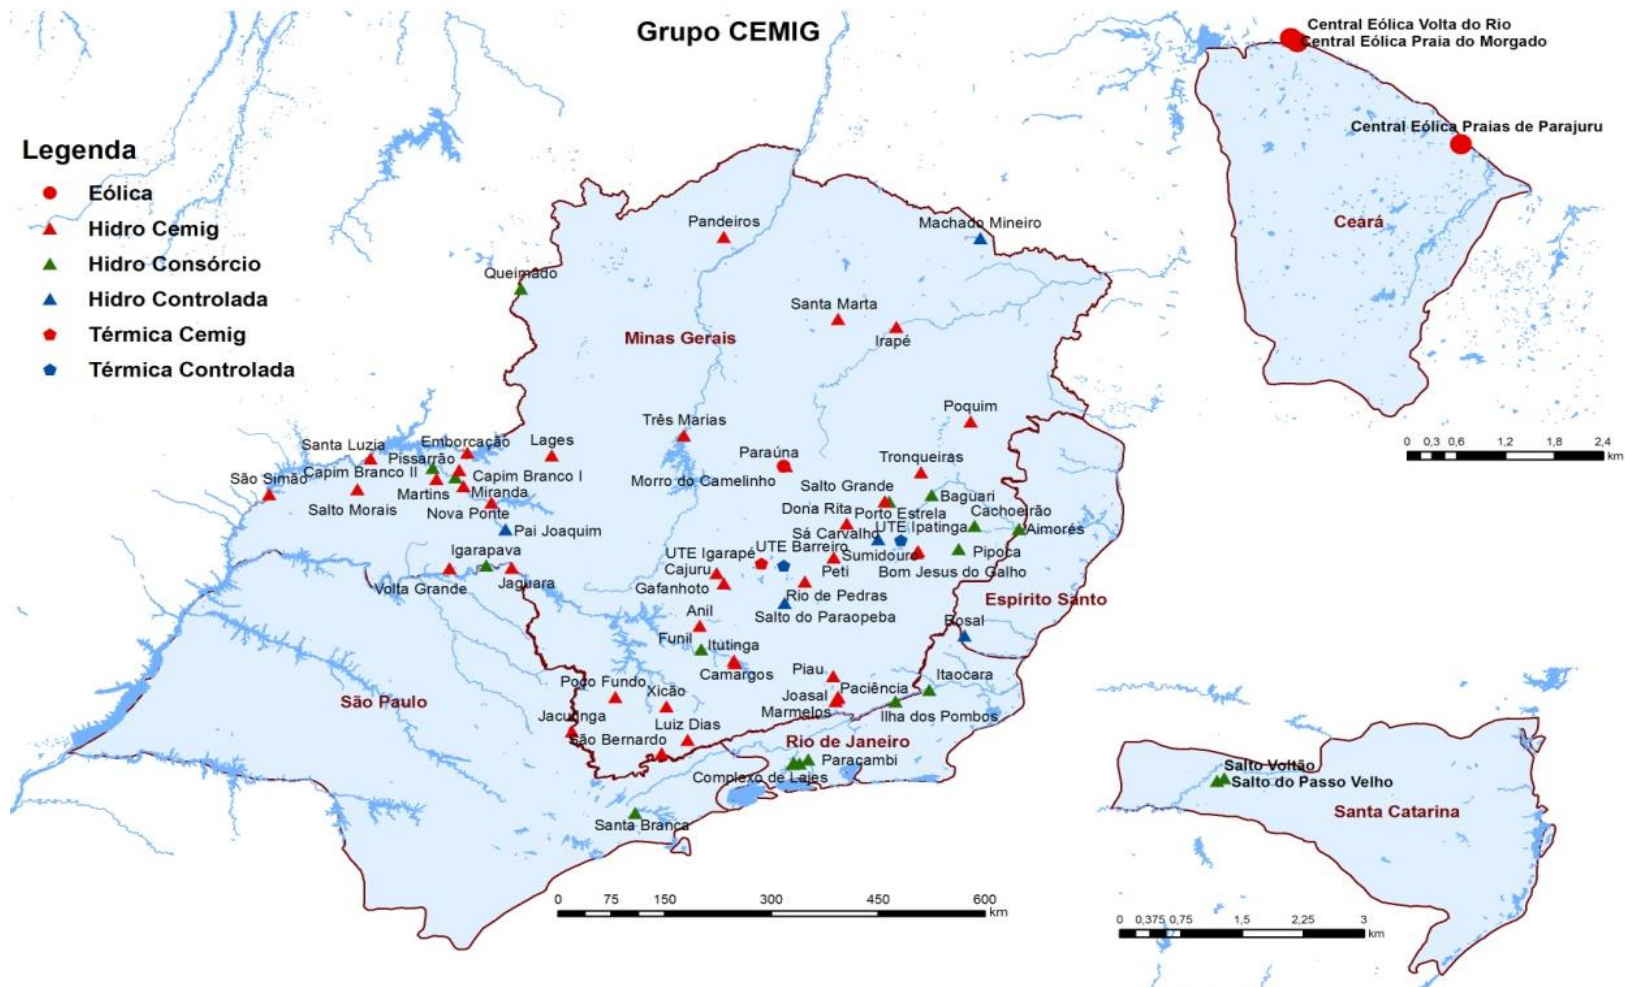 Grupo CEMIG
Legenda
Eólica
Hidro Cemig
Hidro Consórcio
Hidro Controlada
Térmica Cemig
Térmica Controlada
Central Eólica Volta do Rio
Central Eólica Praia do Morgado
Central Eólica Praias de Parajuru
Ceará
0 0,3 0,6 1,2 1,8 2,4
km
Pandeiros
Machado Mineiro
Queimado
Santa Marta
Minas Gerais
Irapé
Poquim
Três Marias
Santa Luzia
Emborcação
Lages
Pissarrão
Paraúna
Tronqueiras
São Simão
Capim Branco II
Capim Branco I
Morro do Camelinho
Salto Grande
Martins
Miranda
Baguari
Salto Morais
Nova Ponte
Dona Rita
Porto Estrela
Cachoeirão
Pai Joaquim
Sá Carvalho
UTE Ipatinga
Aimorés
Igarapava
UTE Igarapé
UTE Barreiro
Sumidouro
Pipoca
Cajuru
Peti
Bom Jesus do Galho
Volta Grande
Jaguara
Gafanhoto
Rio de Pedras
Espírito Santo
Anil
Salto do Paraopeba
Rosal
Funil
Itutinga
Camargos
Piau
Itaocara
Poço Fundo
Xicão
Joasal
Paciência
São Paulo
Jacutinga
Luiz Dias
Marmelos
Ilha dos Pombos
São Bernardo
Rio de Janeiro
Paracambi
Complexo de Lajes
Santa Branca
0 75 150 300 450 600
km
Salto Voltão
Salto do Passo Velho
Santa Catarina
0 0,375 0,75 1,5 2,25 3
km